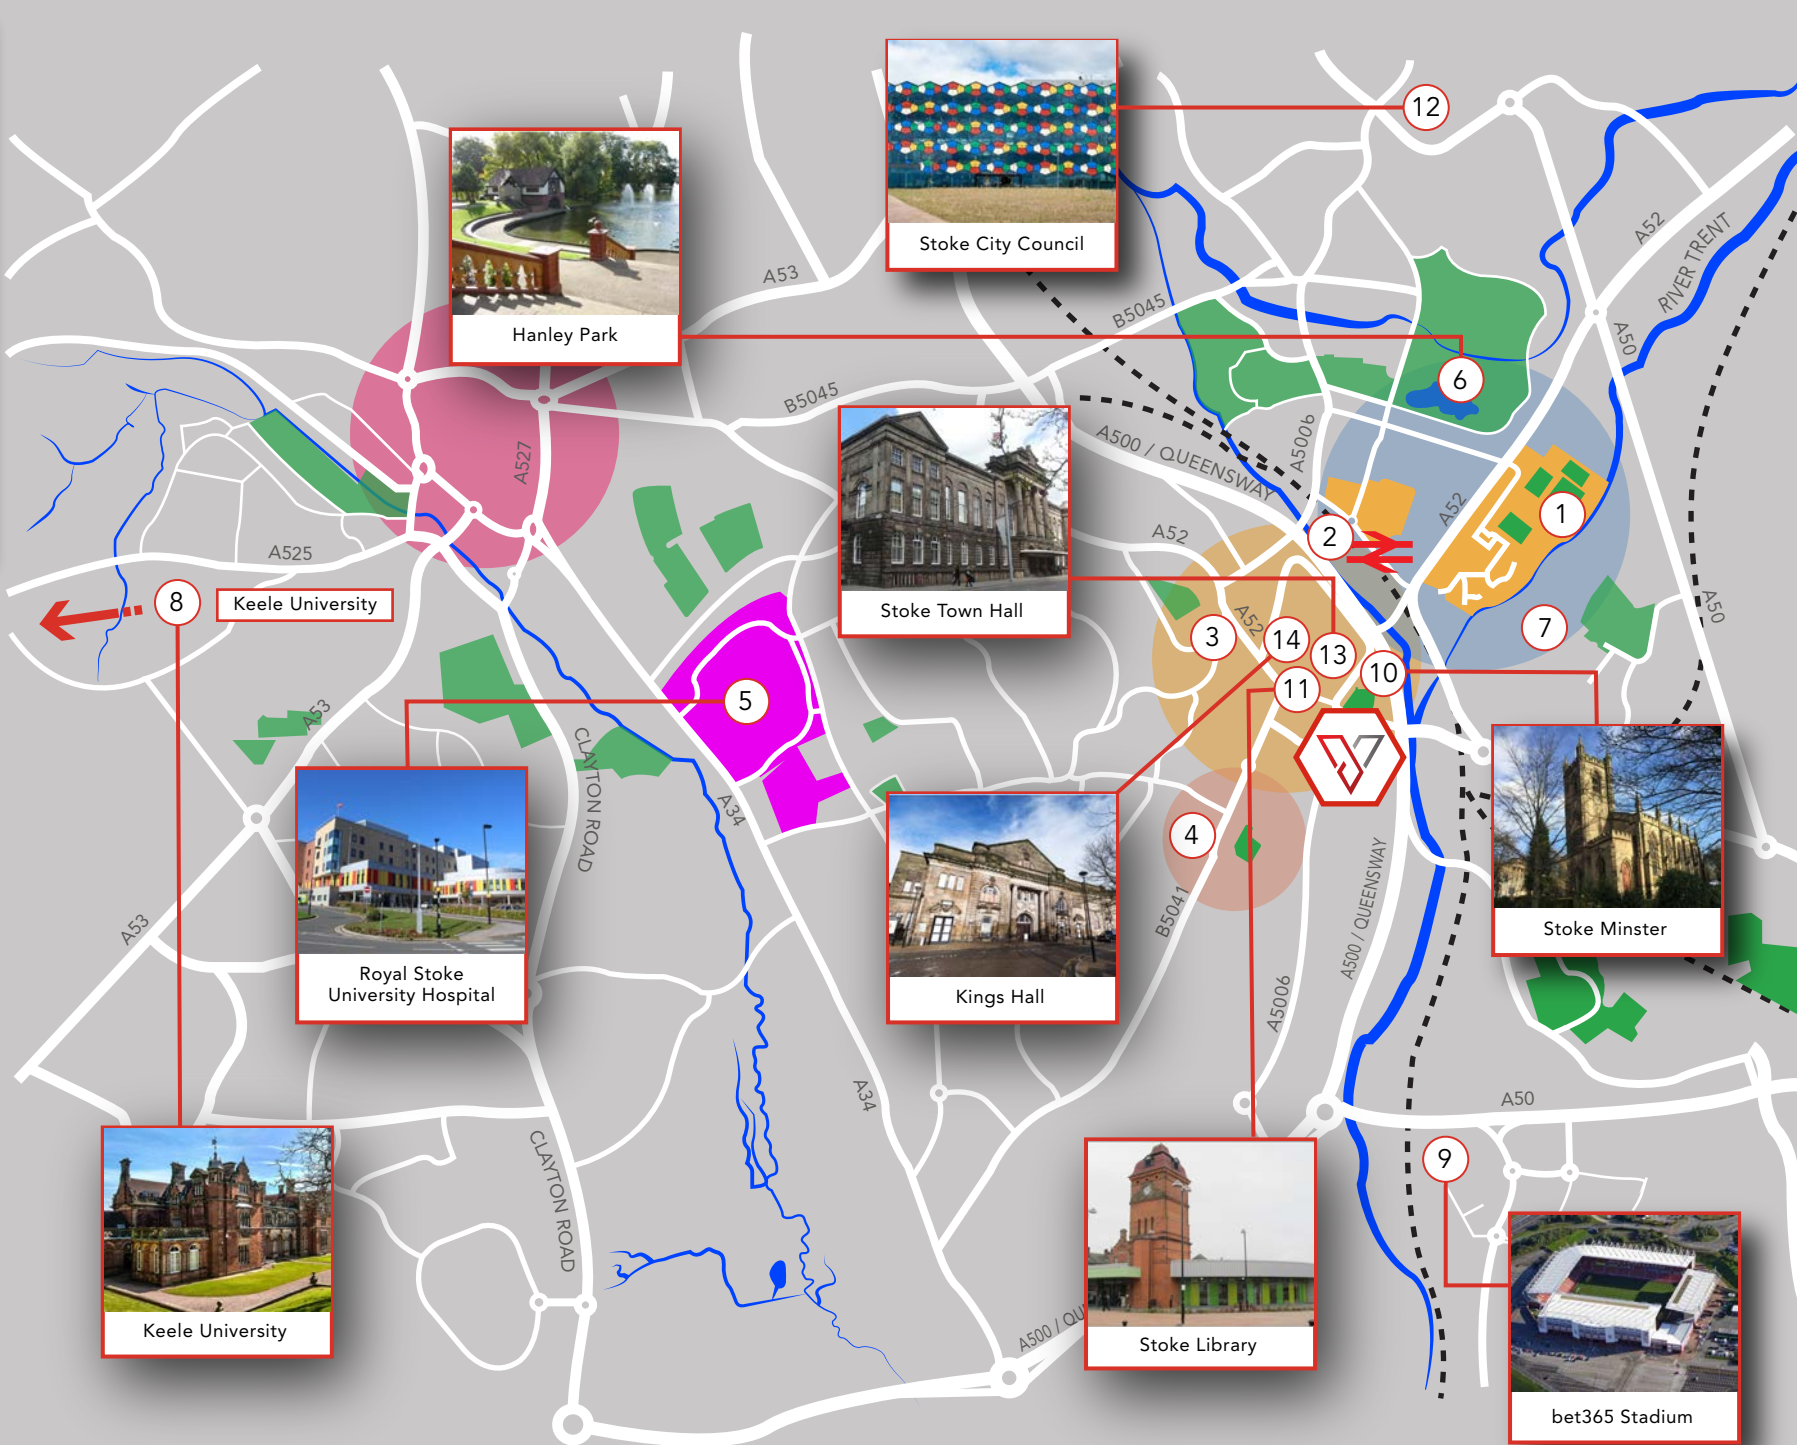 12
Stoke City Council
Hanley Park
A53
B5045
A52
RIVER TRENT
A50
B5045
6
A5006
A500 / QUEENSWAY
A527
A52
1
A52
2
A525
8
Keele University
Stoke Town Hall
A52
3
14
13
7
A50
10
11
5
A53
CLAYTON ROAD
A34
4
B5041
A500 / QUEENSWAY
A53
Royal Stoke
University Hospital
Kings Hall
Stoke Minster
A5006
A34
A50
CLAYTON ROAD
9
Keele University
A500 / QU
Stoke Library
bet365 Stadium